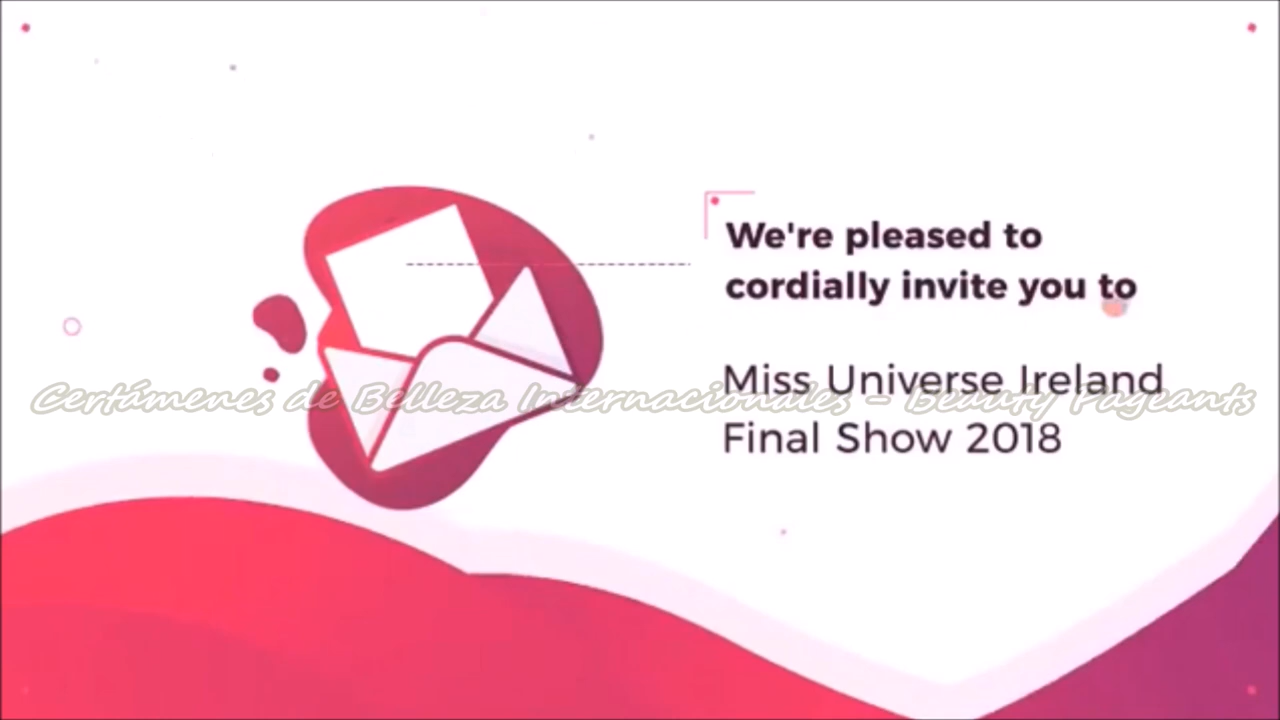 We're pleased to
cordially invite you to
Miss Universe Ireland
Certámenes de Belleza Internacionales - Beauty Pageants
Final Show 2018